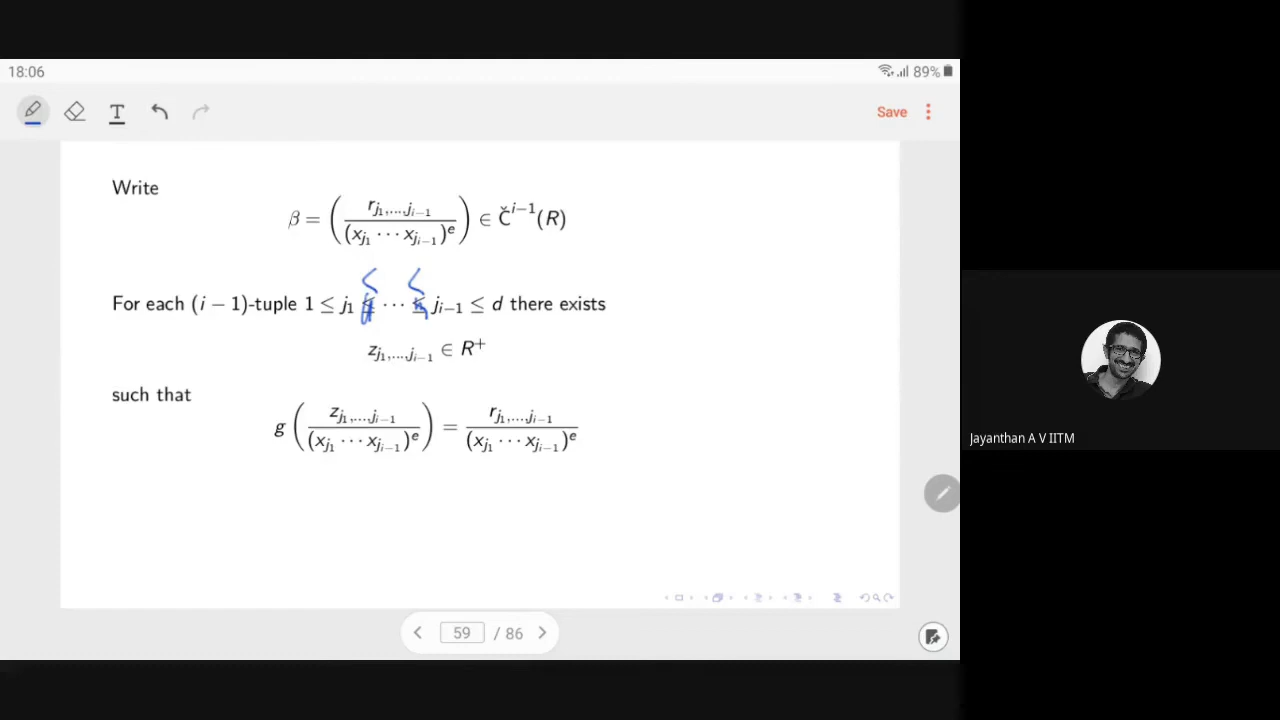 18:06
89%
T
Save
Write
β = ( r_{j_1,...,j_{i−1}} / (x_{j_1} ··· x_{j_{i−1}})^e ) ∈ Č^{i−1}(R)
< <
For each (i − 1)-tuple 1 ≤ j_1 ≤ ··· ≤ j_{i−1} ≤ d there exists
z_{j_1,...,j_{i−1}} ∈ R^+
such that
g ( z_{j_1,...,j_{i−1}} / (x_{j_1} ··· x_{j_{i−1}})^e ) = r_{j_1,...,j_{i−1}} / (x_{j_1} ··· x_{j_{i−1}})^e
59 / 86
Jayanthan A V IITM